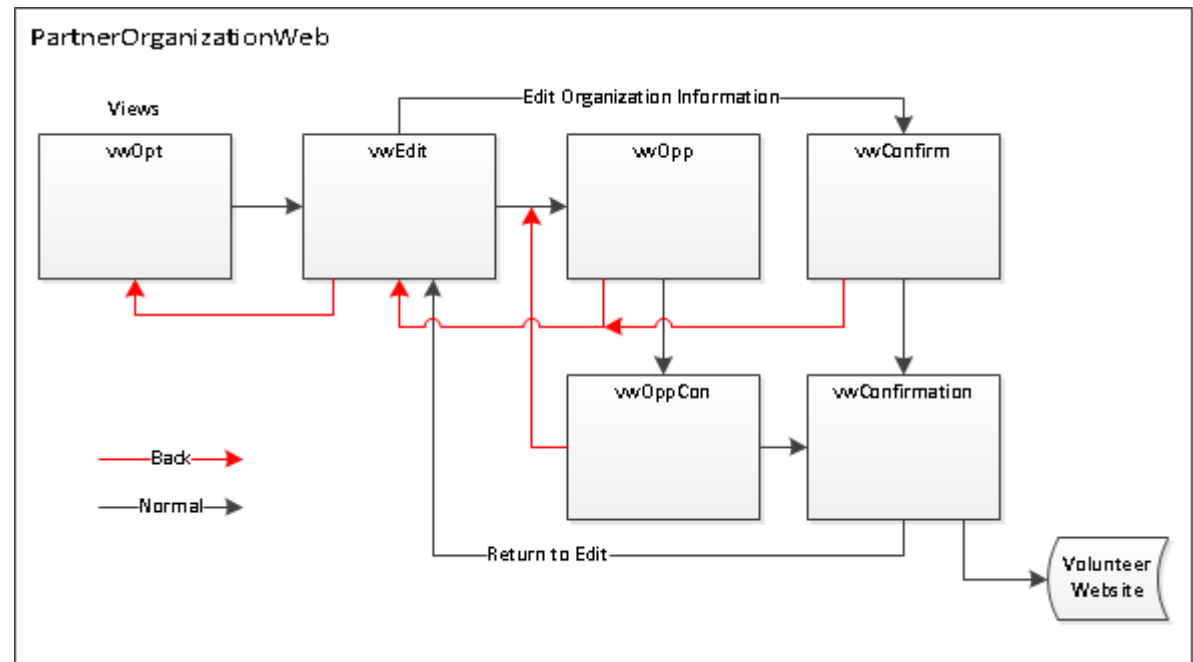 PartnerOrganizationWeb
Edit Organization Information
Views
vwOpt
vwEdit
vwOpp
vwConfirm
vwOppCon
vwConfirmation
Back
Normal
Return to Edit
Volunteer
Website